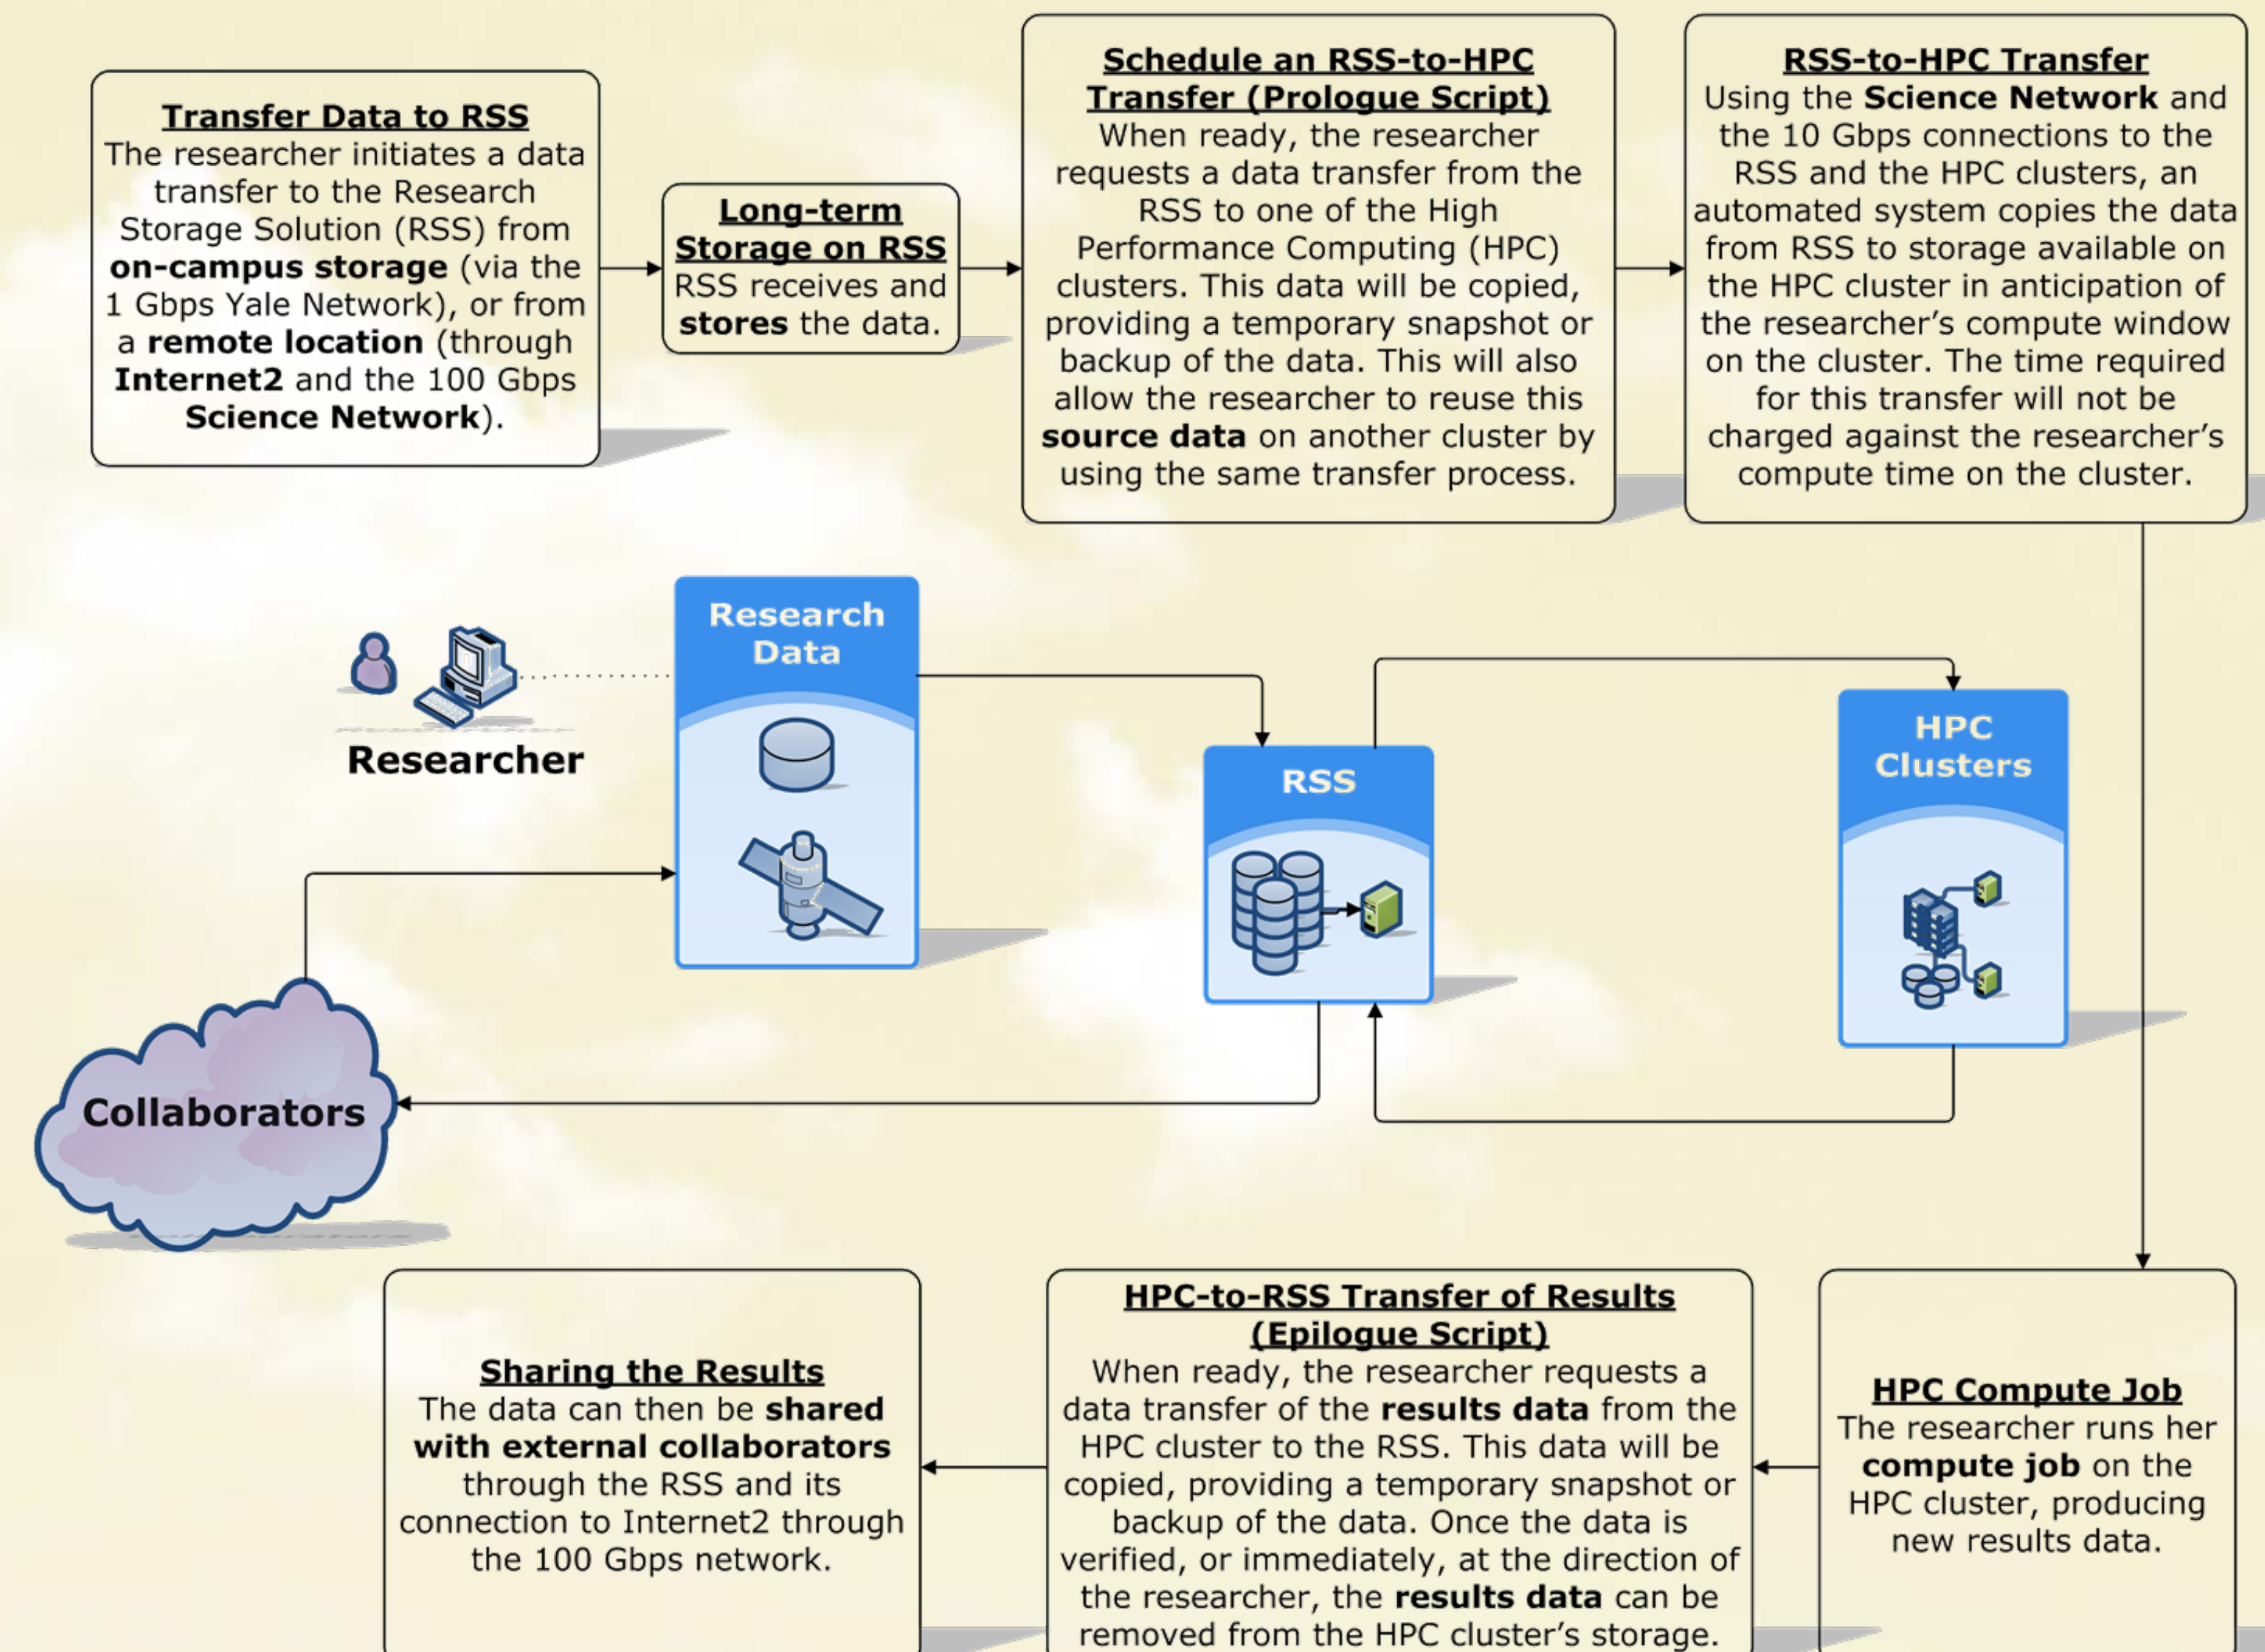 Transfer Data to RSS
The researcher initiates a data
transfer to the Research
Storage Solution (RSS) from
on-campus storage (via the
1 Gbps Yale Network), or from
a remote location (through
Internet2 and the 100 Gbps
Science Network).
Long-term
Storage on RSS
RSS receives and
stores the data.
Schedule an RSS-to-HPC
Transfer (Prologue Script)
When ready, the researcher
requests a data transfer from the
RSS to one of the High
Performance Computing (HPC)
clusters. This data will be copied,
providing a temporary snapshot or
backup of the data. This will also
allow the researcher to reuse this
source data on another cluster by
using the same transfer process.
RSS-to-HPC Transfer
Using the Science Network and
the 10 Gbps connections to the
RSS and the HPC clusters, an
automated system copies the data
from RSS to storage available on
the HPC cluster in anticipation of
the researcher's compute window
on the cluster. The time required
for this transfer will not be
charged against the researcher's
compute time on the cluster.
Researcher
Research
Data
RSS
HPC
Clusters
Collaborators
Sharing the Results
The data can then be shared
with external collaborators
through the RSS and its
connection to Internet2 through
the 100 Gbps network.
HPC-to-RSS Transfer of Results
(Epilogue Script)
When ready, the researcher requests a
data transfer of the results data from the
HPC cluster to the RSS. This data will be
copied, providing a temporary snapshot or
backup of the data. Once the data is
verified, or immediately, at the direction of
the researcher, the results data can be
removed from the HPC cluster's storage.
HPC Compute Job
The researcher runs her
compute job on the
HPC cluster, producing
new results data.